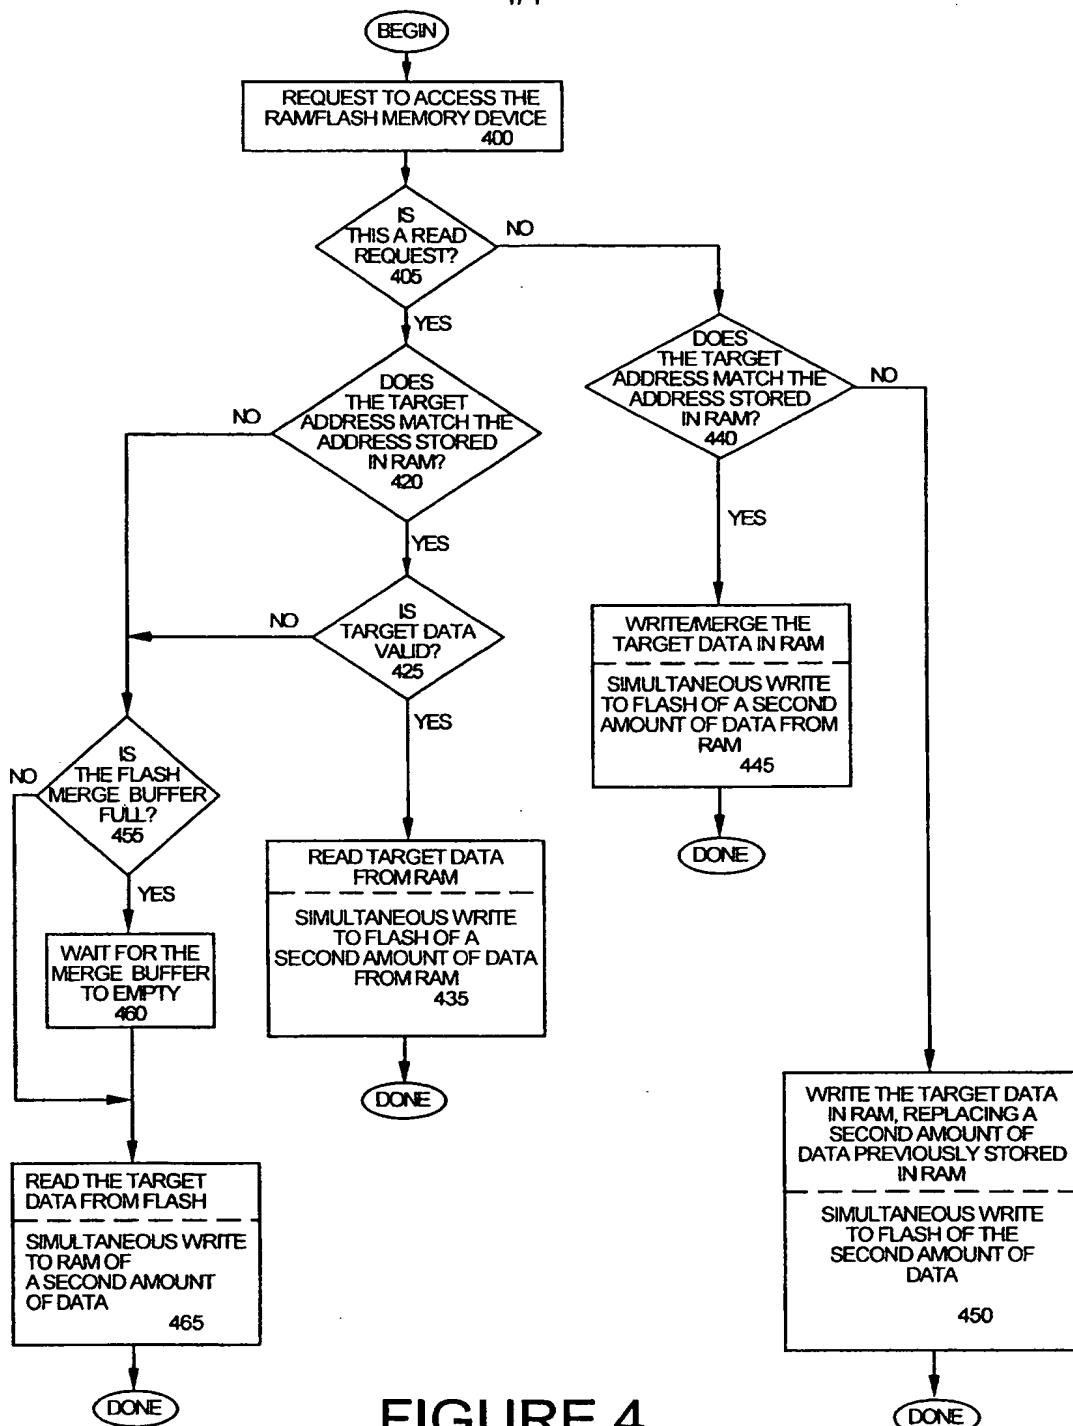 BEGIN
REQUEST TO ACCESS THE
RAM/FLASH MEMORY DEVICE
400
IS
THIS A READ
REQUEST?
405
NO
YES
DOES
THE TARGET
ADDRESS MATCH THE
ADDRESS STORED
IN RAM?
420
NO
YES
DOES
THE TARGET
ADDRESS MATCH THE
ADDRESS STORED
IN RAM?
440
NO
YES
IS
TARGET DATA
VALID?
425
NO
YES
WRITE/MERGE THE
TARGET DATA IN RAM
SIMULTANEOUS WRITE
TO FLASH OF A SECOND
AMOUNT OF DATA FROM
RAM
445
DONE
IS
THE FLASH
MERGE BUFFER
FULL?
455
NO
YES
WAIT FOR THE
MERGE BUFFER
TO EMPTY
460
READ TARGET DATA
FROM RAM
SIMULTANEOUS WRITE
TO FLASH OF A
SECOND AMOUNT OF DATA
FROM RAM
435
DONE
READ THE TARGET
DATA FROM FLASH
SIMULTANEOUS WRITE
TO RAM OF
A SECOND AMOUNT
OF DATA
465
DONE
WRITE THE TARGET DATA
IN RAM, REPLACING A
SECOND AMOUNT OF
DATA PREVIOUSLY STORED
IN RAM
SIMULTANEOUS WRITE
TO FLASH OF THE
SECOND AMOUNT OF
DATA
450
DONE
FIGURE 4